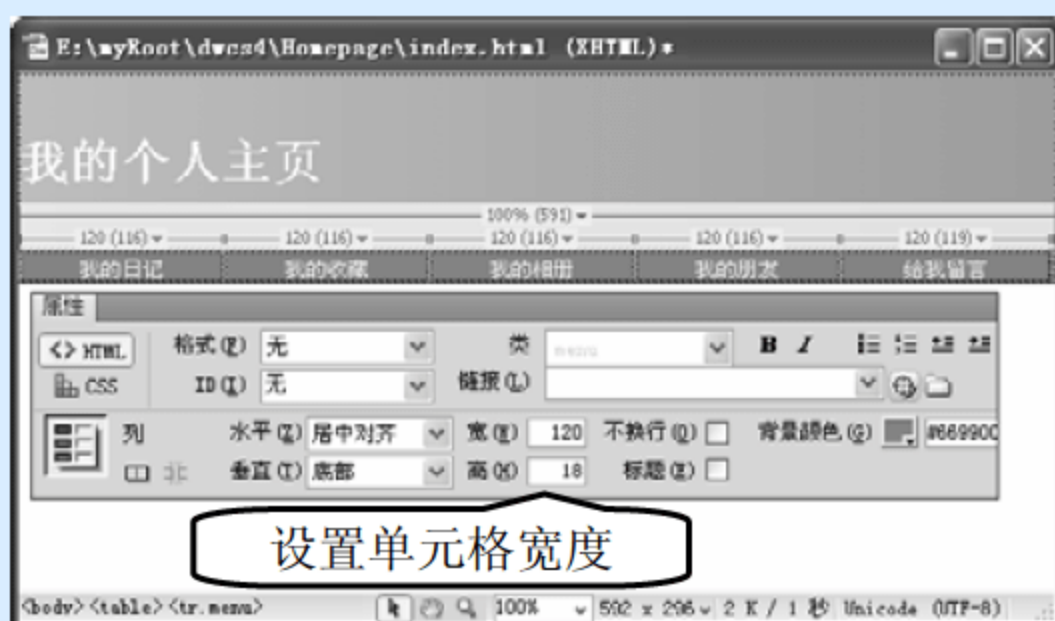 E:\myRoot\dwcs4\Homepage\index.html (XHTML)*
我的个人主页
100% (591)
120 (116) 120 (116) 120 (116) 120 (116) 120 (119)
我的日记 我的收藏 我的相册 我的朋友 给我留言
属性
<> HTML 格式(F) 无 类 menu B I
CSS ID(I) 无 链接(L)
列 水平(Z) 居中对齐 宽(W) 120 不换行(O) 背景颜色(G) #66990C
垂直(T) 底部 高(H) 18 标题(E)
设置单元格宽度
<body><table><tr.menu> 100% 592 x 296 2 K / 1 秒 Unicode (UTF-8)